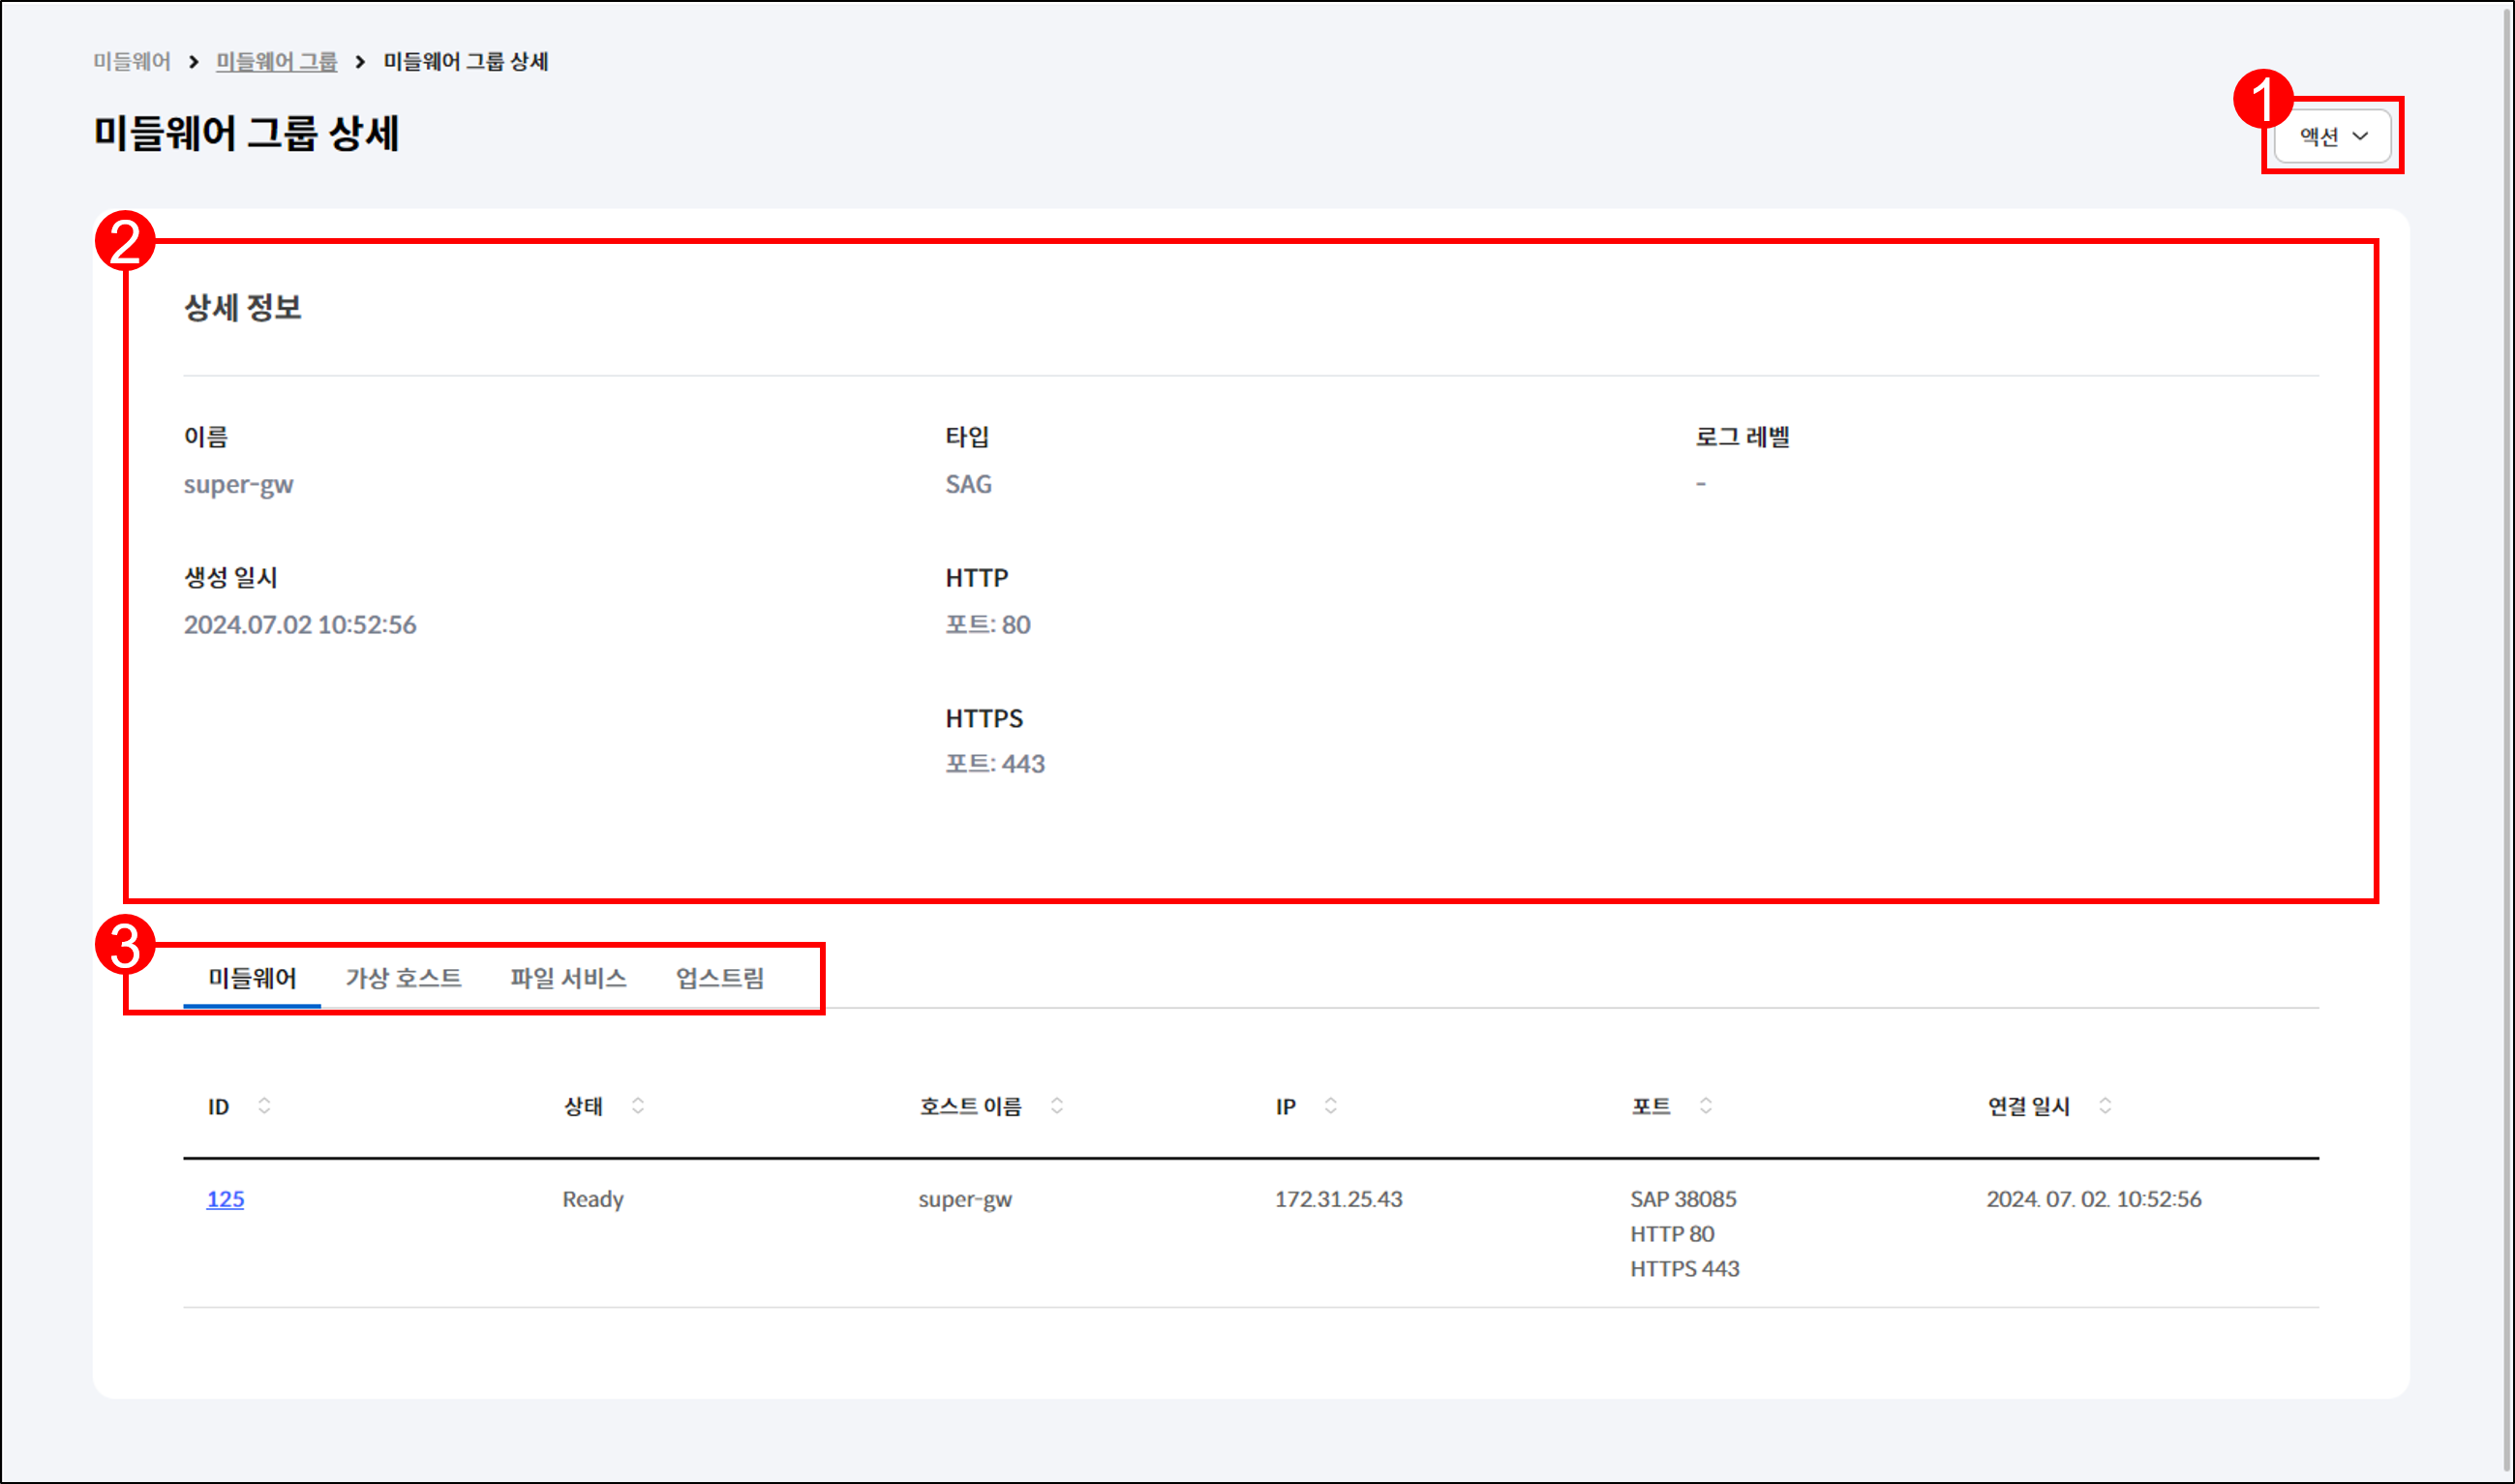 미들웨어 > 미들웨어 그룹 > 미들웨어 그룹 상세
미들웨어 그룹 상세
1
액션
2
상세 정보
이름 타입 로그 레벨
super-gw SAG -
생성 일시 HTTP
2024.07.02 10:52:56 포트: 80
HTTPS
포트: 443
3
미들웨어 가상 호스트 파일 서비스 업스트림
ID 상태 호스트 이름 IP 포트 연결 일시
125 Ready super-gw 172.31.25.43 SAP 38085 2024. 07. 02. 10:52:56
HTTP 80
HTTPS 443